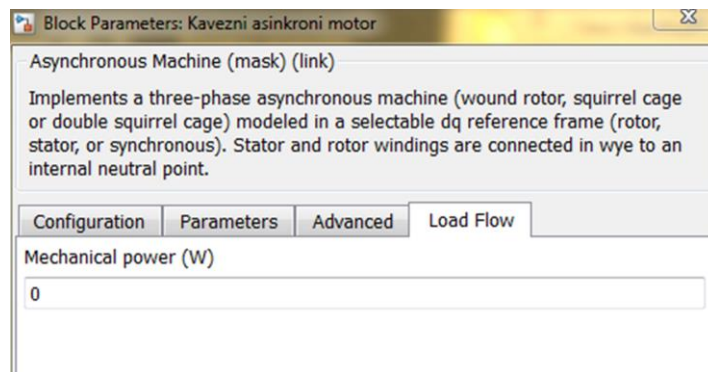 Block Parameters: Kavezni asinkroni motor
Asynchronous Machine (mask) (link)
Implements a three-phase asynchronous machine (wound rotor, squirrel cage
or double squirrel cage) modeled in a selectable dq reference frame (rotor,
stator, or synchronous). Stator and rotor windings are connected in wye to an
internal neutral point.
Configuration Parameters Advanced Load Flow
Mechanical power (W)
0